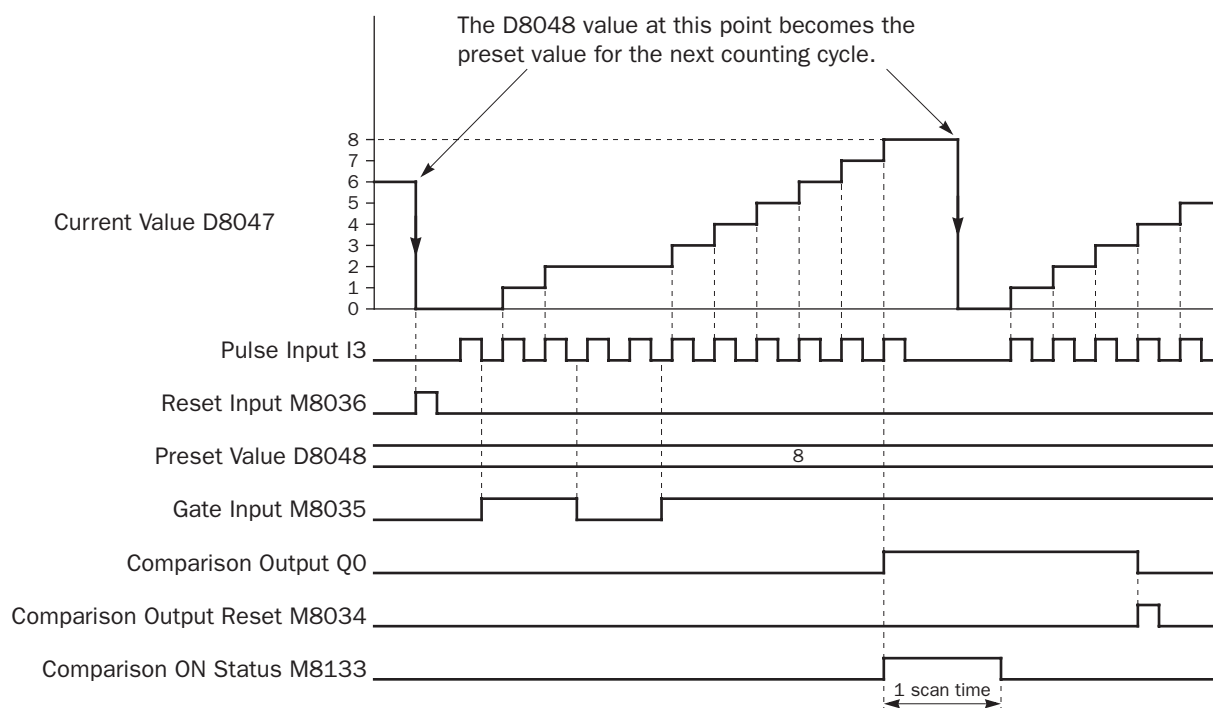 The D8048 value at this point becomes the
preset value for the next counting cycle.
8
7
6
5
4
3
2
1
0
Current Value D8047
Pulse Input I3
Reset Input M8036
Preset Value D8048
8
Gate Input M8035
Comparison Output Q0
Comparison Output Reset M8034
Comparison ON Status M8133
1 scan time